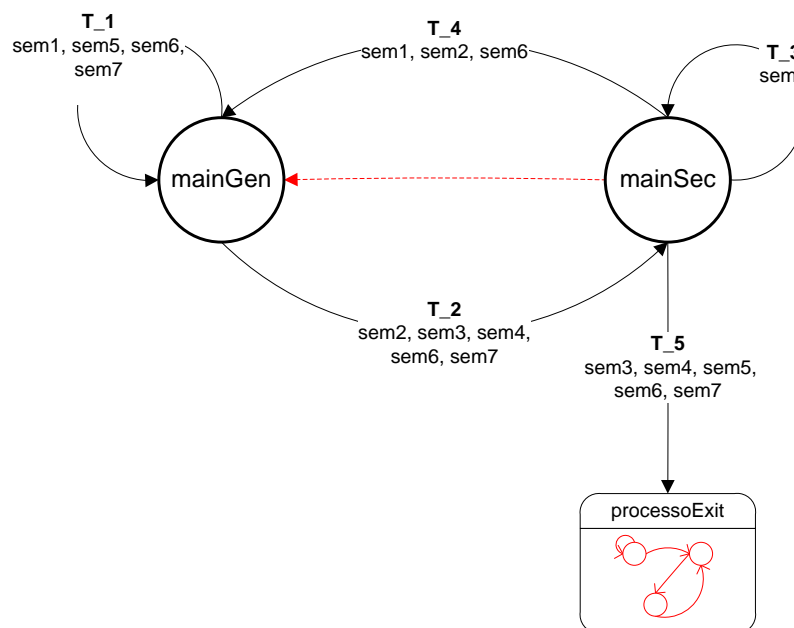 T_1
sem1, sem5, sem6,
sem7
T_4
sem1, sem2, sem6
mainGen
mainSec
T_2
sem2, sem3, sem4,
sem6, sem7
T_5
sem3, sem4, sem5,
sem6, sem7
processoExit